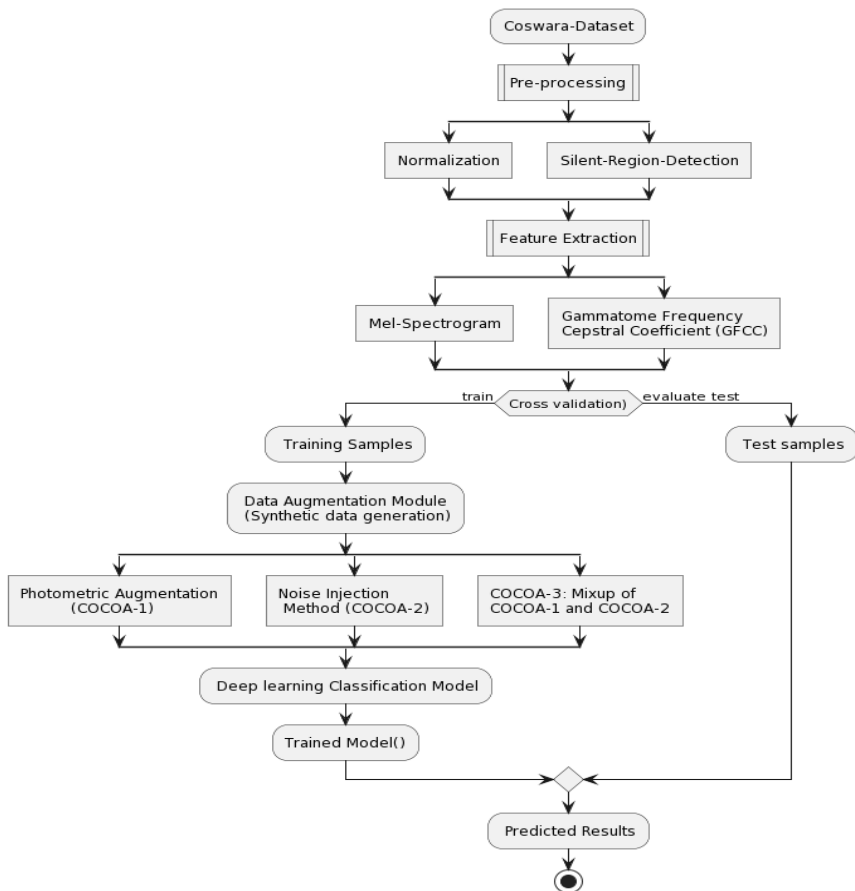 Coswara-Dataset
Pre-processing
Normalization
Silent-Region-Detection
Feature Extraction
Mel-Spectrogram
Gammatome Frequency
Cepstral Coefficient (GFCC)
train
Cross validation)
evaluate test
Training Samples
Test samples
Data Augmentation Module
(Synthetic data generation)
Photometric Augmentation
(COCOA-1)
Noise Injection
Method (COCOA-2)
COCOA-3: Mixup of
COCOA-1 and COCOA-2
Deep learning Classification Model
Trained Model()
Predicted Results